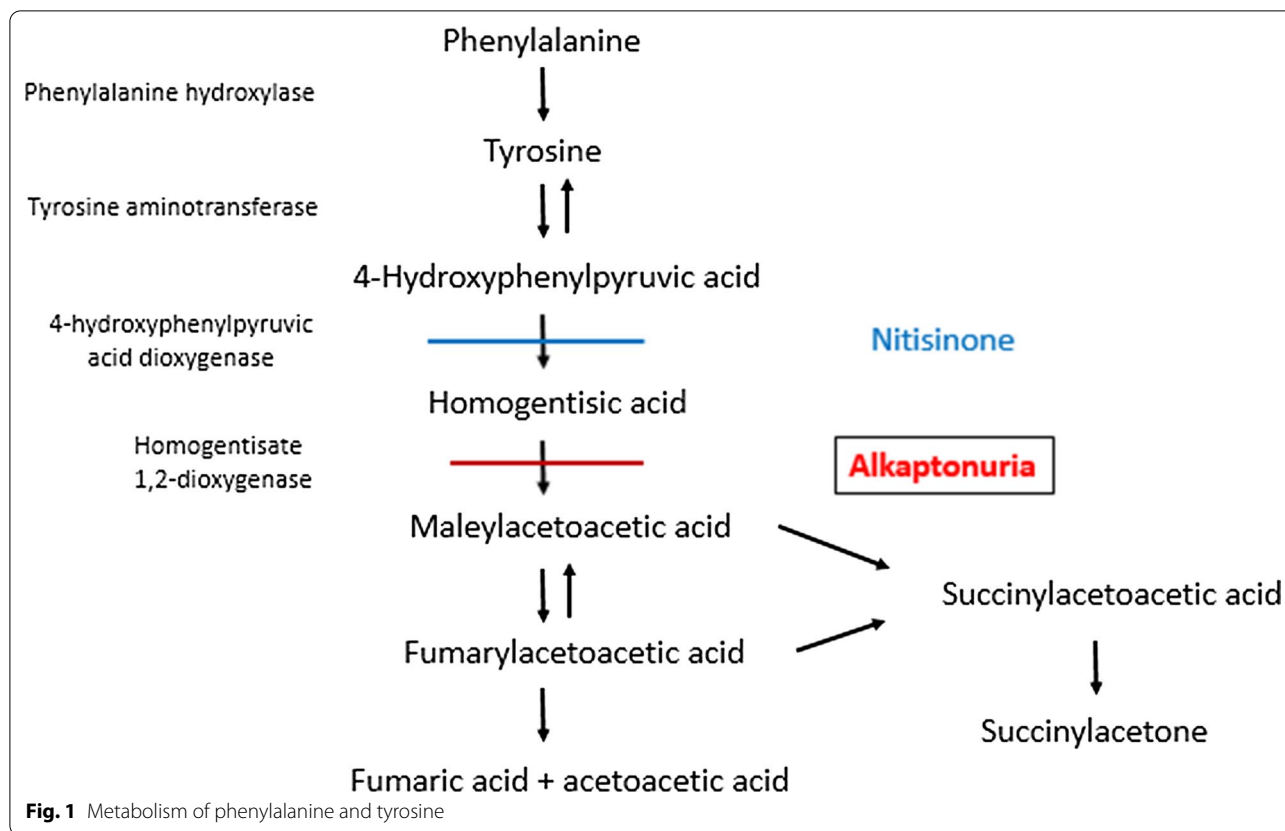 Phenylalanine
Phenylalanine hydroxylase
Tyrosine
Tyrosine aminotransferase
4-Hydroxyphenylpyruvic acid
4-hydroxyphenylpyruvic
acid dioxygenase
Nitisinone
Homogentisic acid
Homogentisate
1,2-dioxygenase
Alkaptonuria
Maleylacetoacetic acid
Succinylacetoacetic acid
Fumarylacetoacetic acid
Succinylacetone
Fumaric acid + acetoacetic acid
Fig. 1 Metabolism of phenylalanine and tyrosine